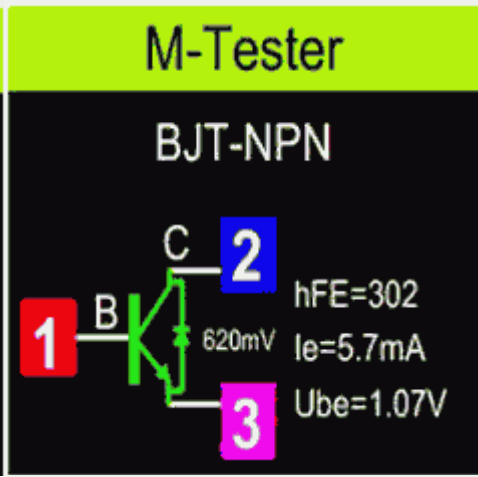 M-Tester
BJT-NPN
C
2
hFE=302
B
1
620mV
Ie=5.7mA
Ube=1.07V
3